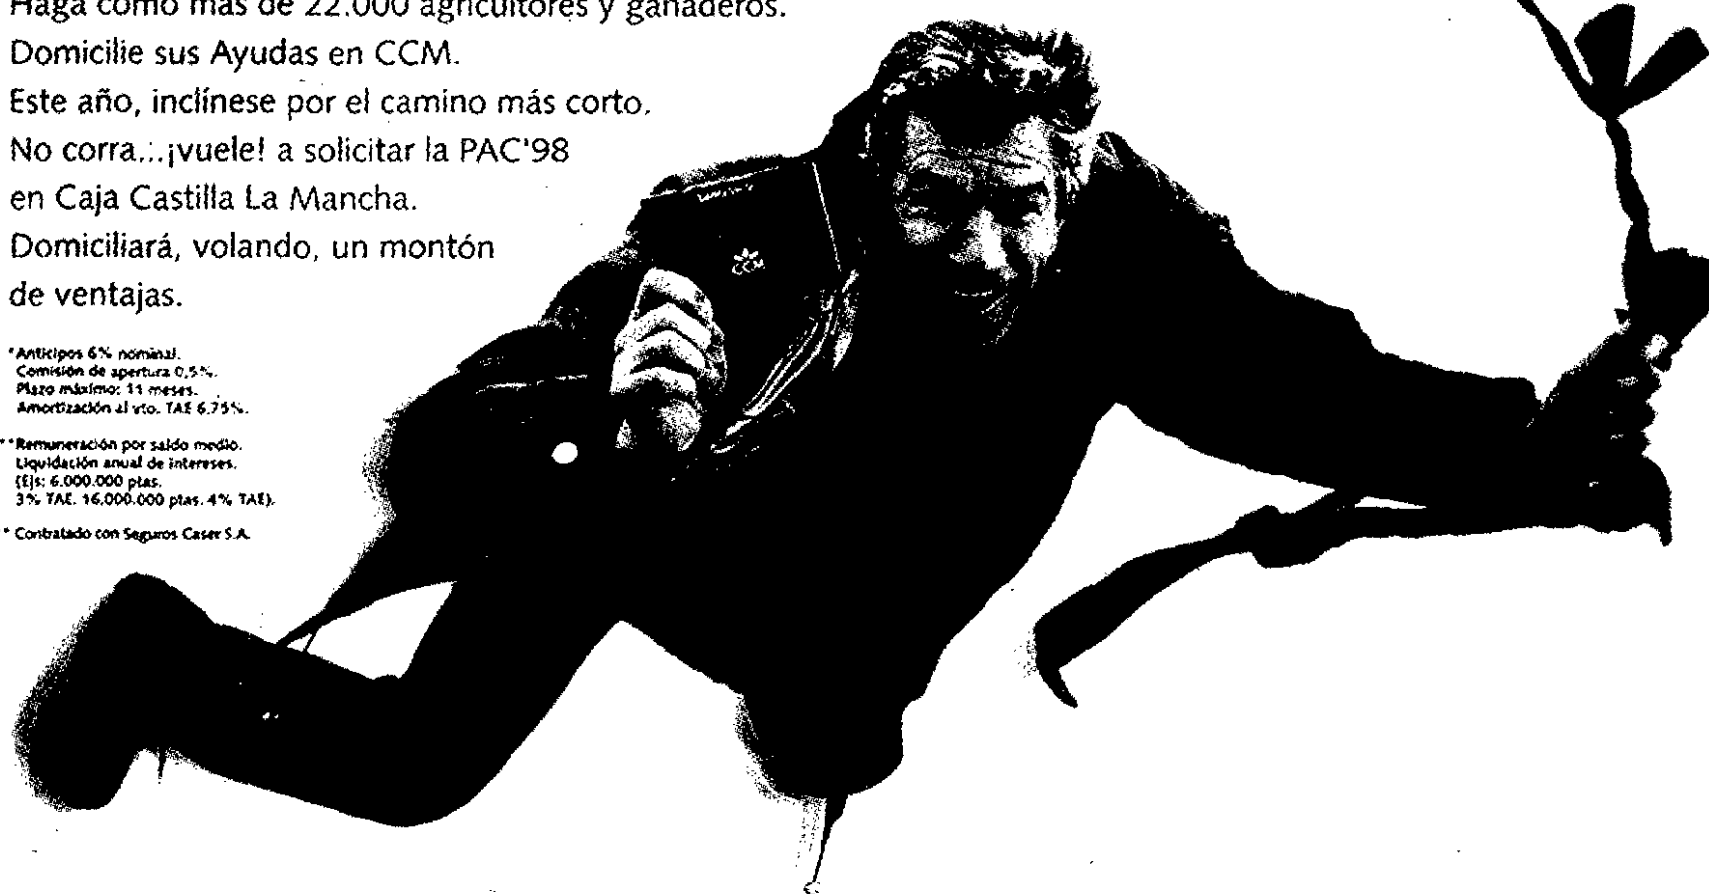 Haga como más de 22.000 agricultores y ganaderos.
Domicilie sus Ayudas en CCM.
Este año, inclínese por el camino más corto.
No corra...¡vuele! a solicitar la PAC'98
en Caja Castilla La Mancha.
Domiciliará, volando, un montón
de ventajas.
*Anticipos 6% nominal.
Comisión de apertura 0,5%.
Plazo máximo: 11 meses.
Amortización al vto. TAE 6,75%.
**Remuneración por saldo medio.
Liquidación anual de intereses.
(Ejs: 6.000.000 ptas.
3% TAE. 16.000.000 ptas. 4% TAE).
* Contratado con Seguros Caser S.A.
CCM